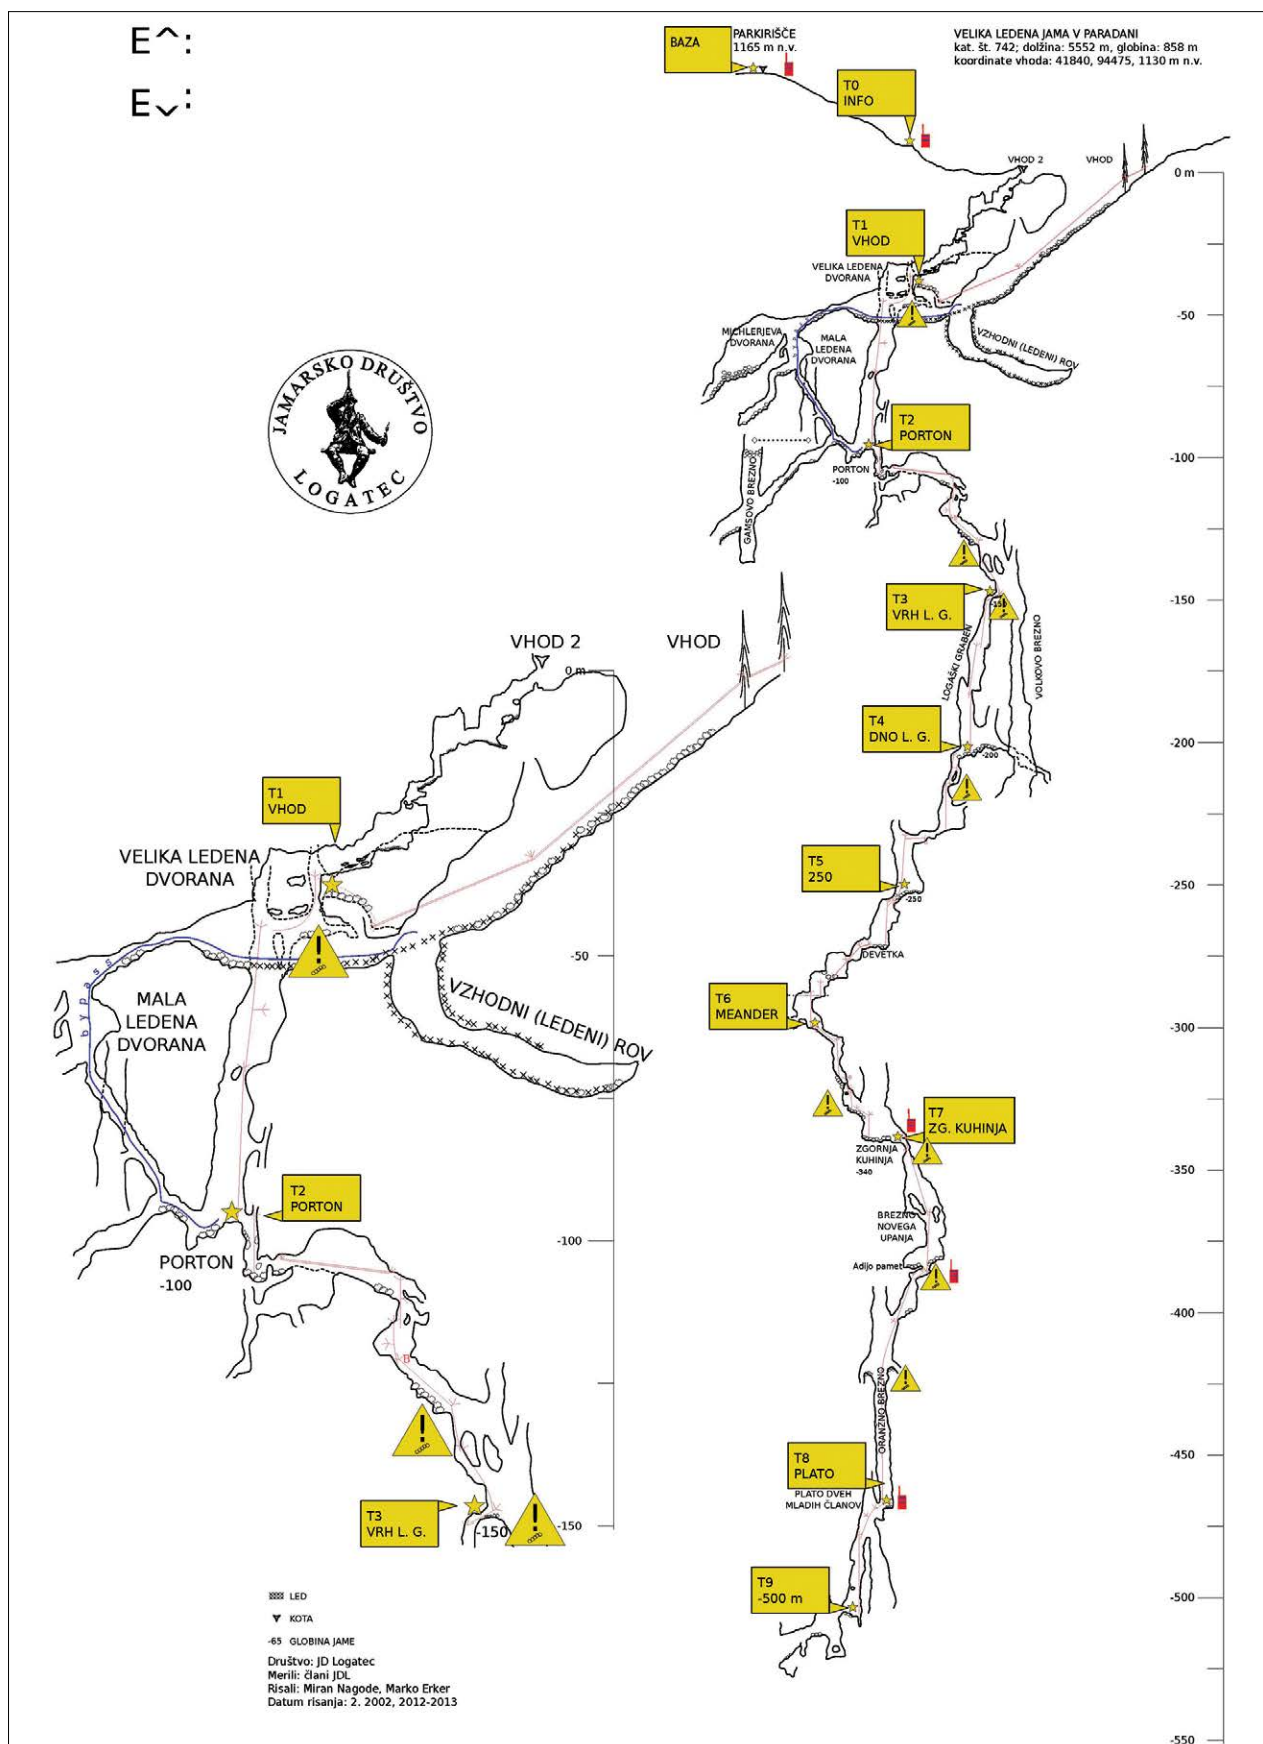 E^:
E⌄:
BAZA
PARKIRIŠČE
1165 m n.v.
VELIKA LEDENA JAMA V PARADANI
kat. št. 742; dolžina: 5552 m, globina: 858 m
koordinate vhoda: 41840, 94475, 1130 m n.v.
T0
INFO
VHOD 2
VHOD
0 m
T1
VHOD
VELIKA LEDENA
DVORANA
-50
MICHLERJEVA
DVORANA
MALA
LEDENA
DVORANA
VZHODNI (LEDENI) ROV
T2
PORTON
PORTON
-100
-100
GAMSOVO BREZNO
T3
VRH L. G.
-150
-150
LOGAŠKI GRABEN
VOLKOVO BREZNO
T4
DNO L. G.
-200
-200
T5
250
-250
-250
DEVETKA
T6
MEANDER
-300
T7
ZG. KUHINJA
ZGORNJA
KUHINJA
-340
-350
BREZNO
NOVEGA
UPANJA
Adijo pamet
-400
ORANŽNO BREZNO
-450
T8
PLATO
PLATO DVEH
MLADIH ČLANOV
T9
-500 m
-500
-550
JAMARSKO DRUŠTVO
LOGATEC
VHOD 2
VHOD
0 m
T1
VHOD
VELIKA LEDENA
DVORANA
-50
bypass
MALA
LEDENA
DVORANA
VZHODNI (LEDENI) ROV
T2
PORTON
PORTON
-100
-100
B
T3
VRH L. G.
-150
-150
LED
KOTA
-65 GLOBINA JAME
Društvo: JD Logatec
Merili: člani JDL
Risali: Miran Nagode, Marko Erker
Datum risanja: 2. 2002, 2012-2013